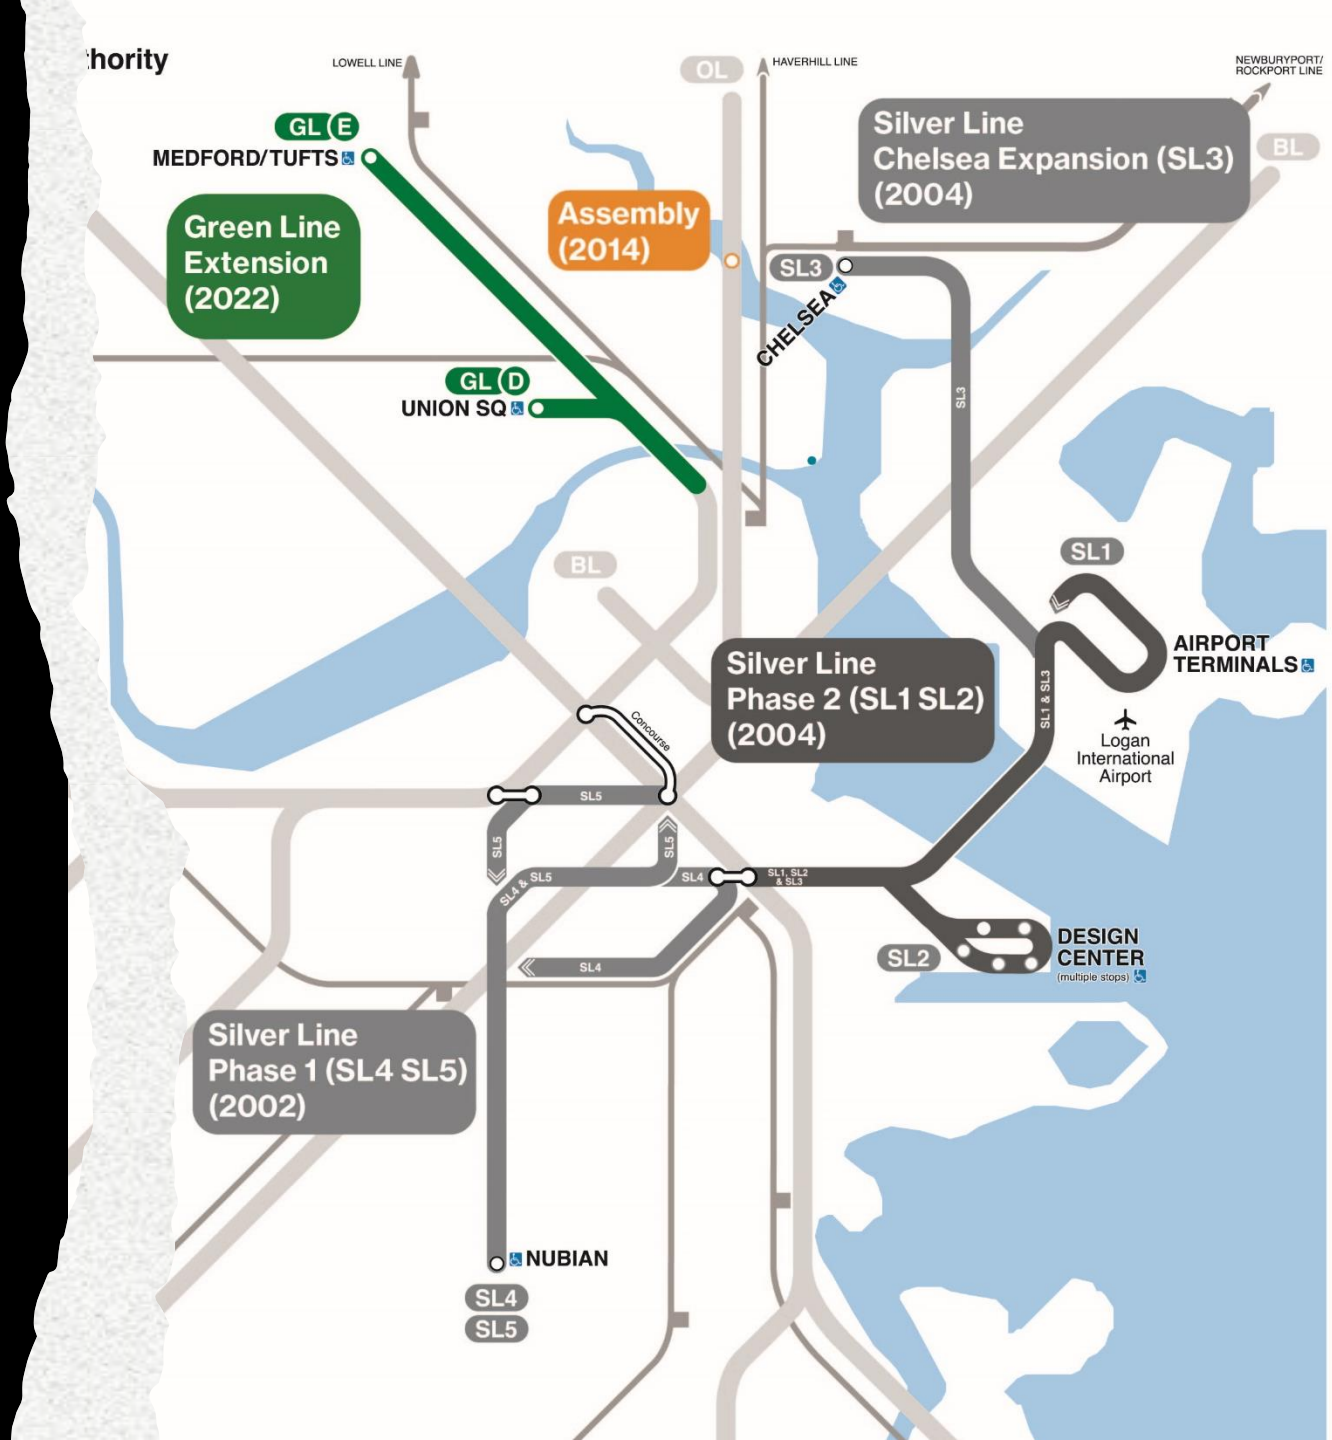 thority
LOWELL LINE
OL
HAVERHILL LINE
NEWBURYPORT/
ROCKPORT LINE
GL E
MEDFORD/TUFTS
Silver Line
Chelsea Expansion (SL3)
(2004)
BL
Green Line
Extension
(2022)
Assembly
(2014)
SL3
CHELSEA
GL D
UNION SQ
SL3
SL1
BL
AIRPORT
TERMINALS
Silver Line
Phase 2 (SL1 SL2)
(2004)
SL1 & SL3
Concourse
Logan
International
Airport
SL5
SL5
SL5
SL4 & SL5
SL4
SL1, SL2
& SL3
SL2
DESIGN
CENTER
(multiple stops)
SL4
Silver Line
Phase 1 (SL4 SL5)
(2002)
NUBIAN
SL4
SL5